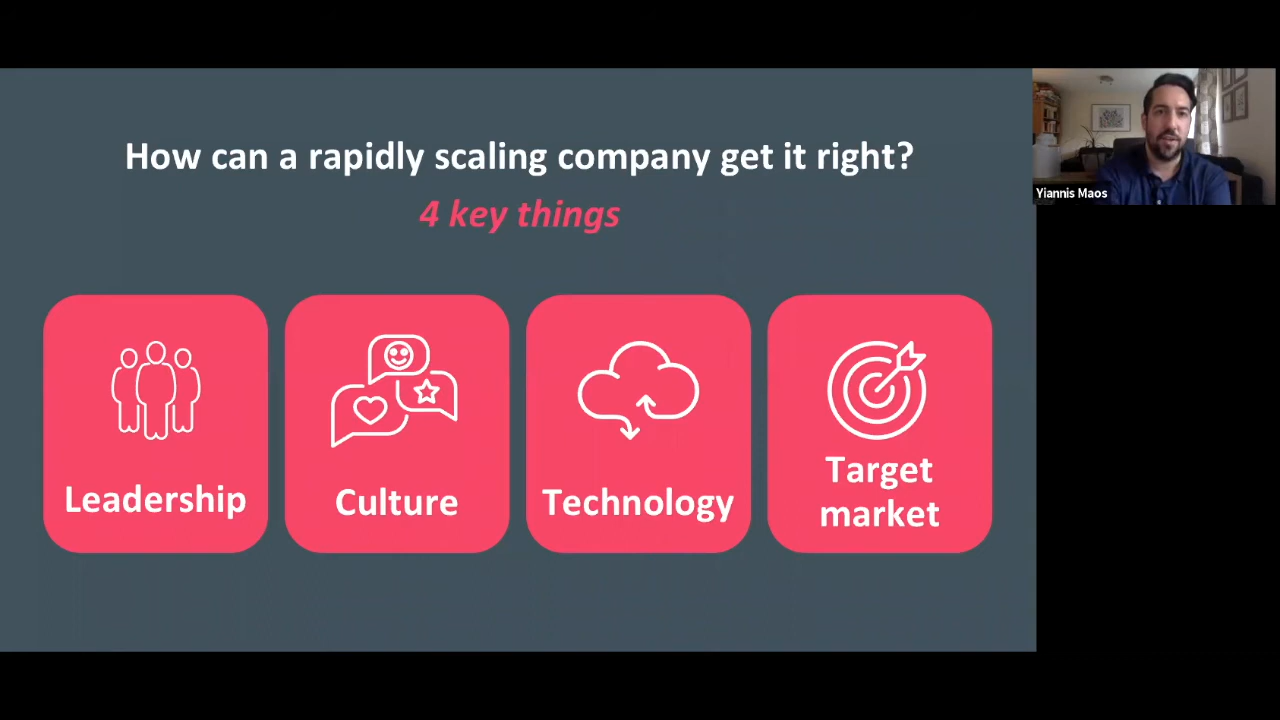 How can a rapidly scaling company get it right?
4 key things
Leadership
Culture
Technology
Target
market
Yiannis Maos